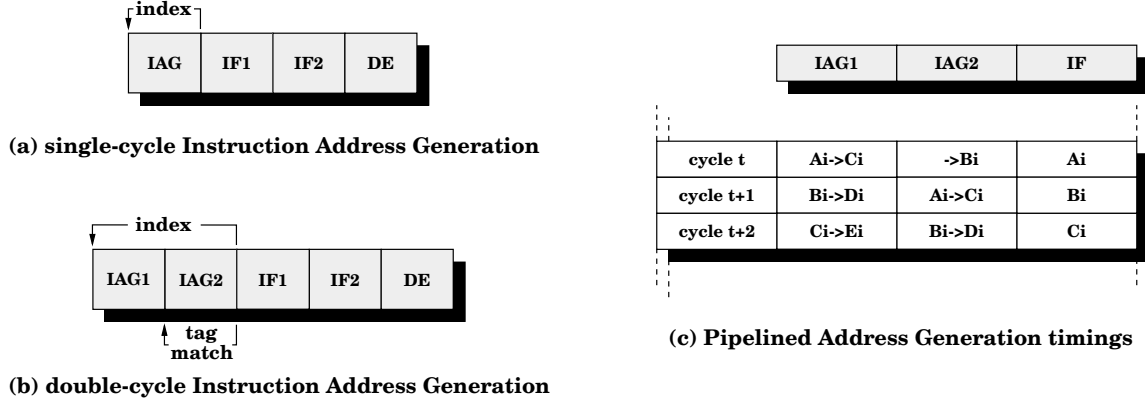 index
IAG IF1 IF2 DE
(a) single-cycle Instruction Address Generation
index
IAG1 IAG2 IF1 IF2 DE
tag
match
(b) double-cycle Instruction Address Generation
IAG1 IAG2 IF
cycle t Ai->Ci ->Bi Ai
cycle t+1 Bi->Di Ai->Ci Bi
cycle t+2 Ci->Ei Bi->Di Ci
(c) Pipelined Address Generation timings